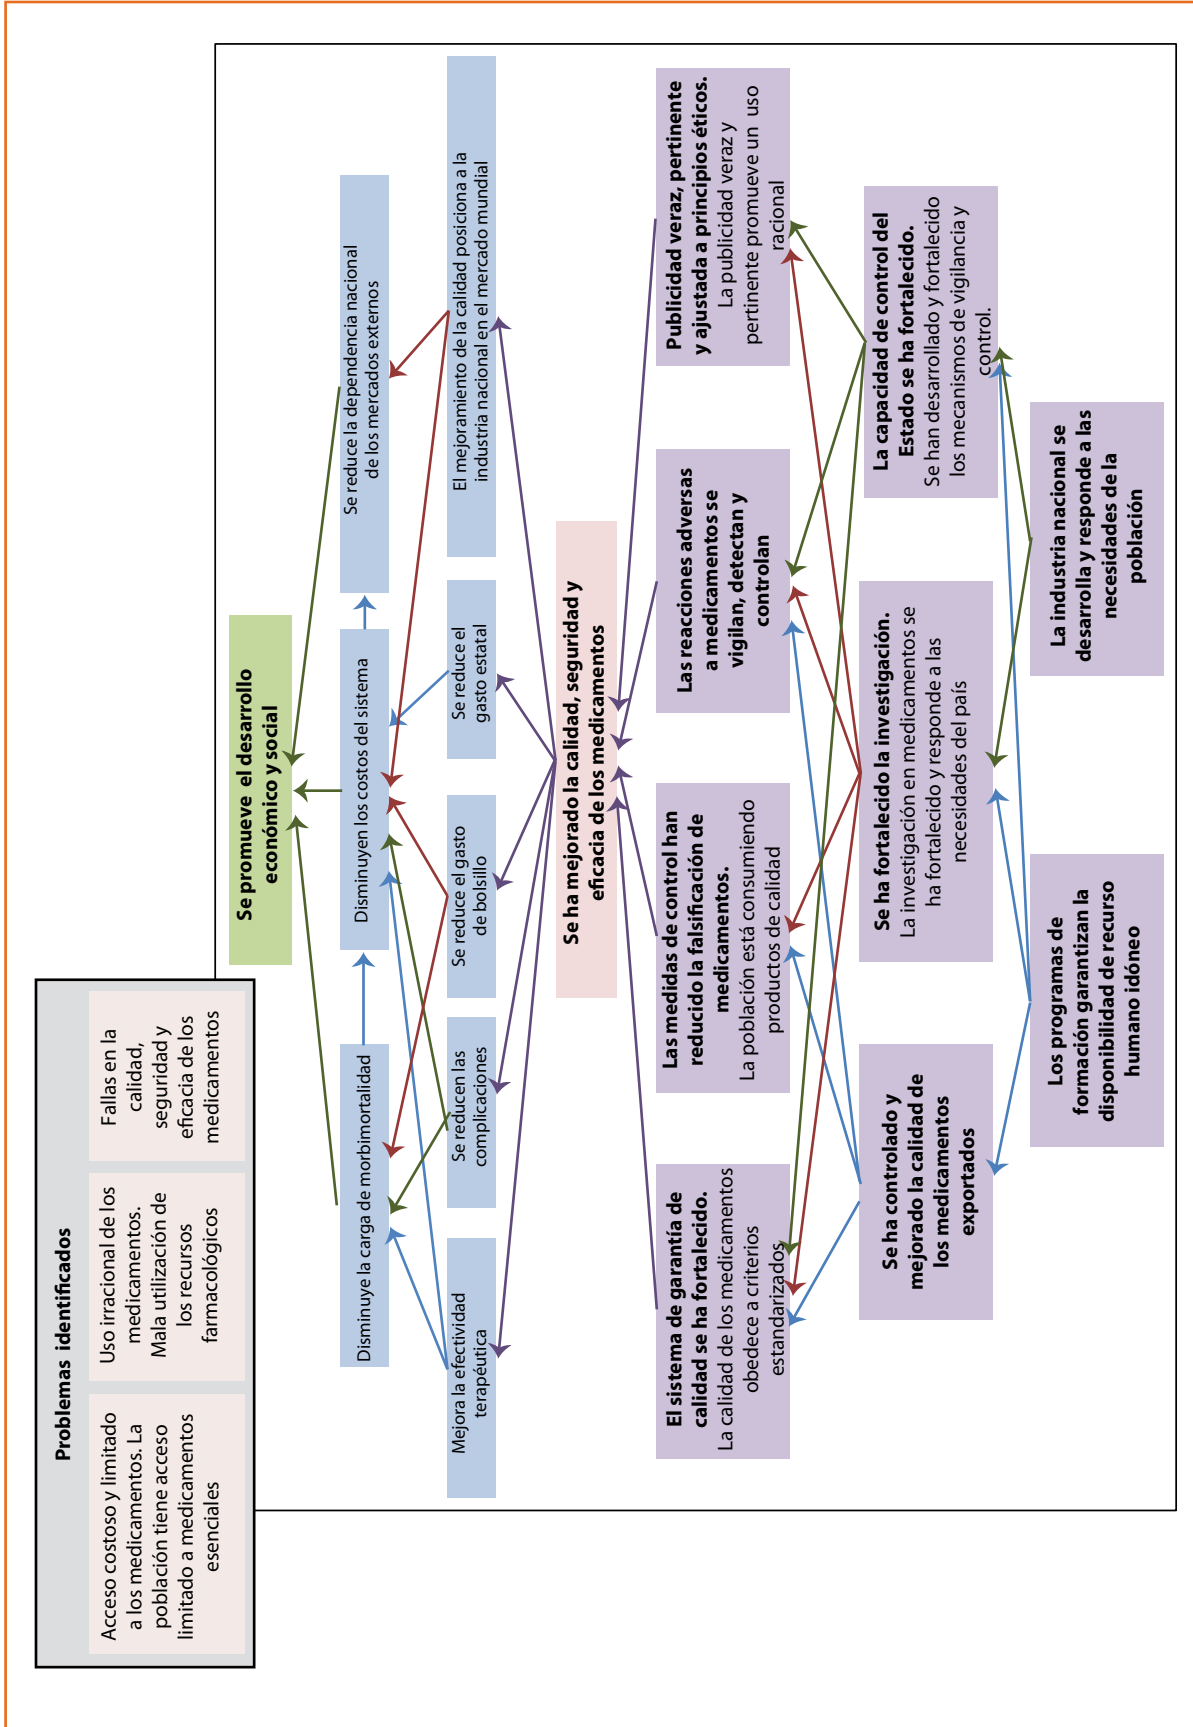 Problemas identificados
Acceso costoso y limitado
a los medicamentos. La
población tiene acceso
limitado a medicamentos
esenciales
Uso irracional de los
medicamentos.
Mala utilización de
los recursos
farmacológicos
Fallas en la
calidad,
seguridad y
eficacia de los
medicamentos
Se promueve el desarrollo
económico y social
Disminuye la carga de morbimortalidad
Disminuyen los costos del sistema
Se reduce la dependencia nacional
de los mercados externos
Mejora la efectividad
terapéutica
Se reducen las
complicaciones
Se reduce el gasto
de bolsillo
Se reduce el
gasto estatal
El mejoramiento de la calidad posiciona a la
industria nacional en el mercado mundial
Se ha mejorado la calidad, seguridad y
eficacia de los medicamentos
El sistema de garantía de
calidad se ha fortalecido.
La calidad de los medicamentos
obedece a criterios
estandarizados
Las medidas de control han
reducido la falsificación de
medicamentos.
La población está consumiendo
productos de calidad
Las reacciones adversas
a medicamentos se
vigilan, detectan y
controlan
Publicidad veraz, pertinente
y ajustada a principios éticos.
La publicidad veraz y
pertinente promueve un uso
racional
Se ha controlado y
mejorado la calidad de
los medicamentos
exportados
Se ha fortalecido la investigación.
La investigación en medicamentos se
ha fortalecido y responde a las
necesidades del país
La capacidad de control del
Estado se ha fortalecido.
Se han desarrollado y fortalecido
los mecanismos de vigilancia y
control.
Los programas de
formación garantizan la
disponibilidad de recurso
humano idóneo
La industria nacional se
desarrolla y responde a las
necesidades de la
población